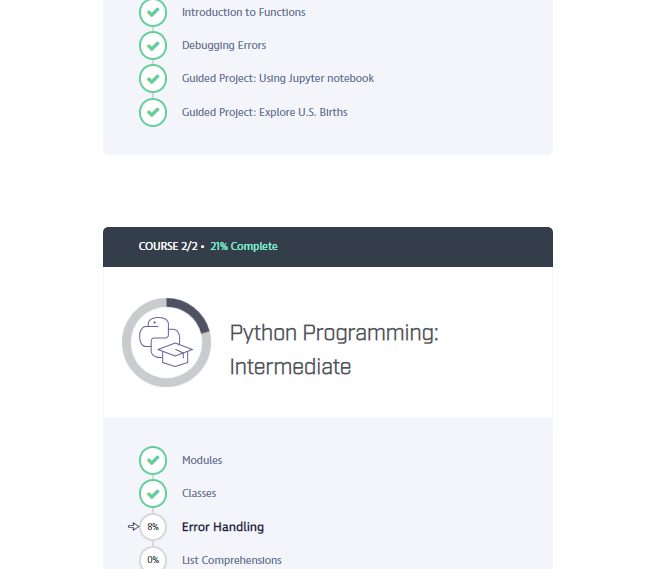 Introduction to Functions
Debugging Errors
Guided Project: Using Jupyter notebook
Guided Project: Explore U.S. Births
COURSE 2/2 • 21% Complete
Python Programming:
Intermediate
Modules
Classes
8% Error Handling
0% List Comprehensions